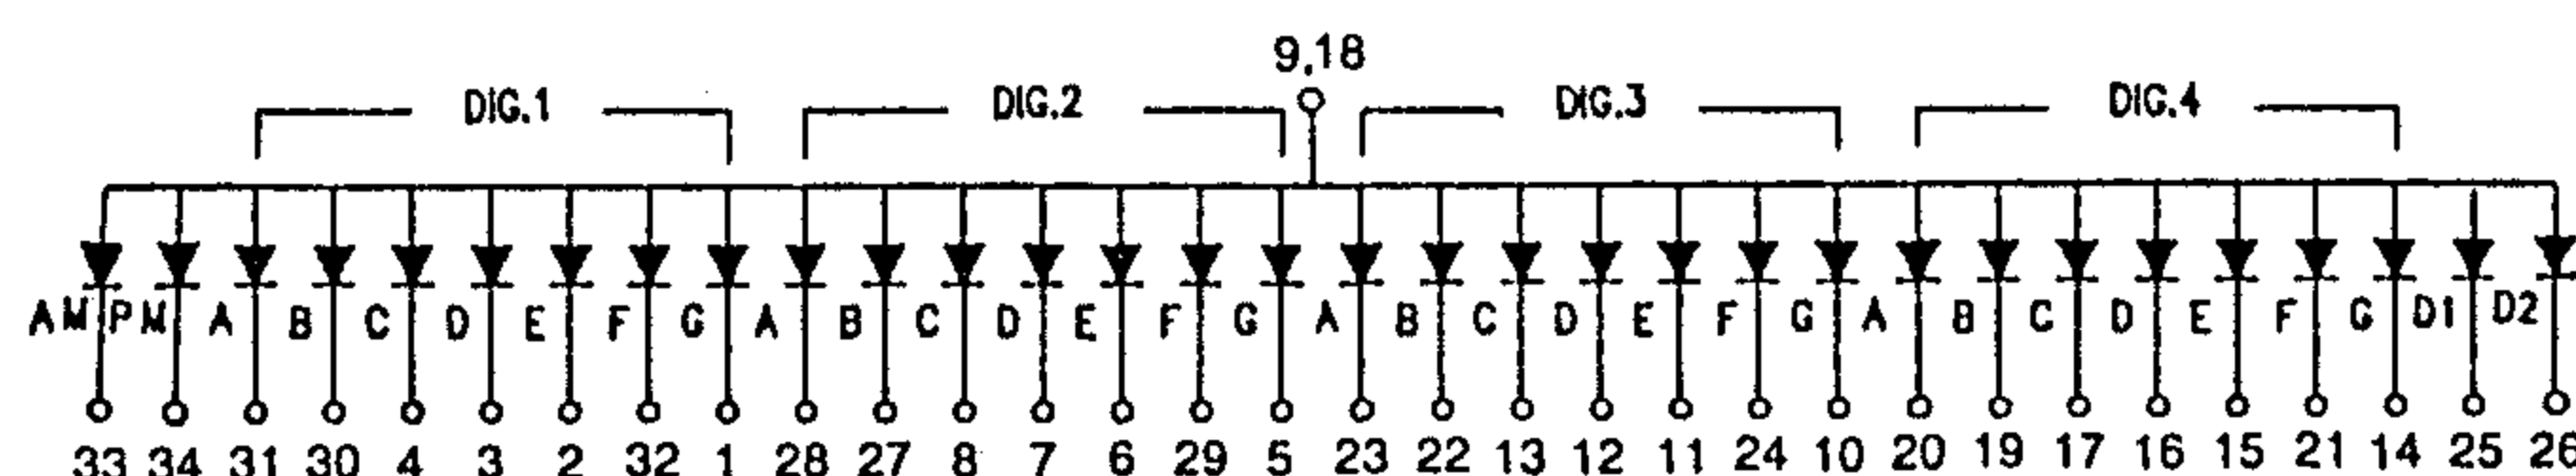 9,18
DIG.1 DIG.2 DIG.3 DIG.4
AM PM A B C D E F G A B C D E F G A B C D E F G A B C D E F G D1 D2
33 34 31 30 4 3 2 32 1 28 27 8 7 6 29 5 23 22 13 12 11 24 10 20 19 17 16 15 21 14 25 26